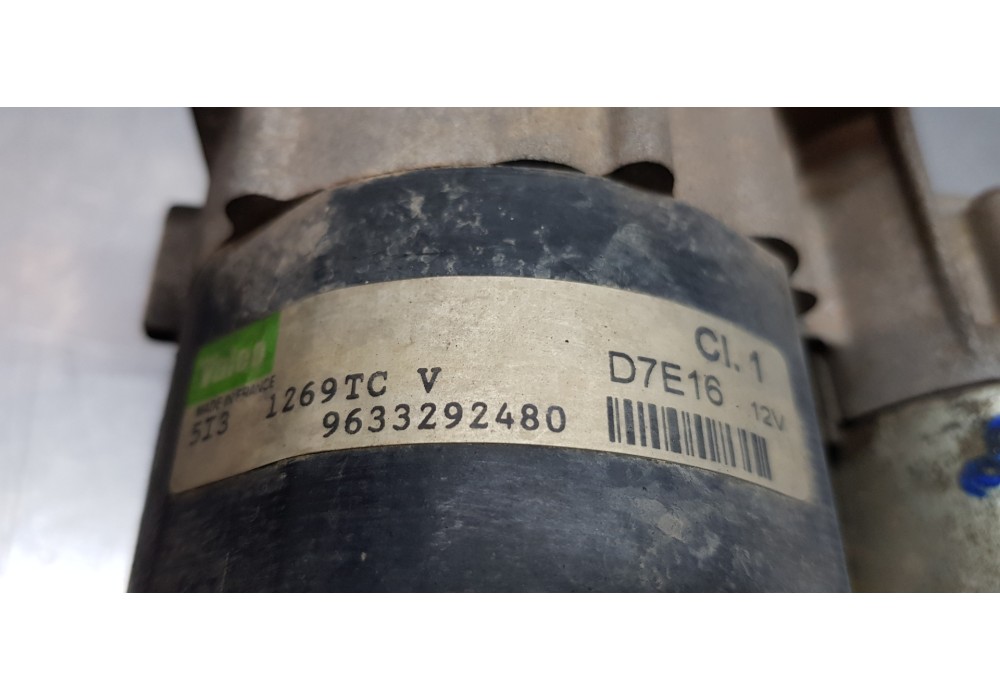 Valeo
MADE IN FRANCE
5I3 1269TC V
9633292480
Cl. 1
D7E16 12V